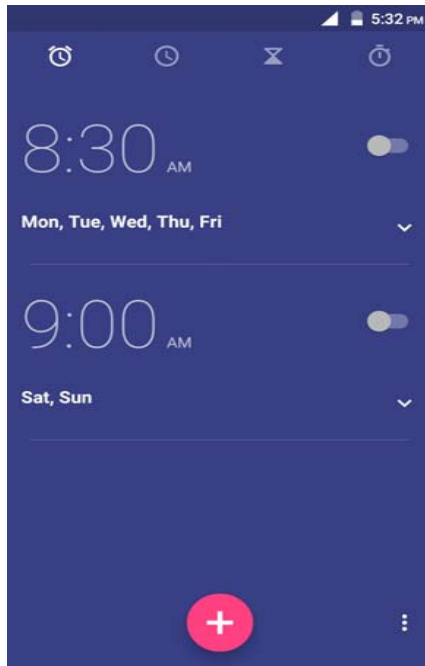 5:32 PM
8:30 AM
Mon, Tue, Wed, Thu, Fri
9:00 AM
Sat, Sun